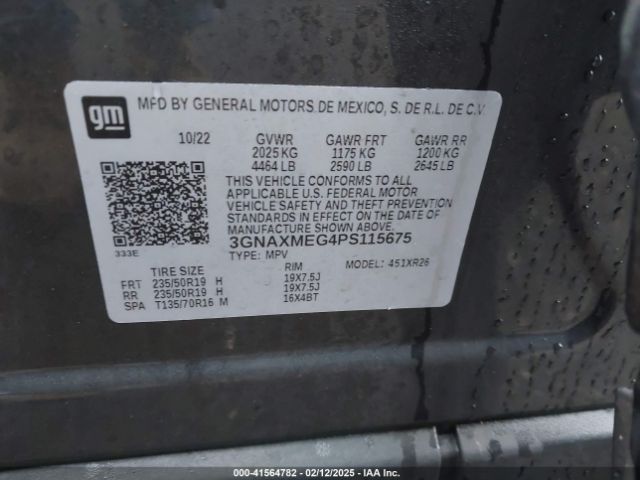 gm
MFD BY GENERAL MOTORS DE MEXICO, S. DE R.L. DE C.V.
10/22 GVWR GAWR FRT GAWR RR
2025 KG 1175 KG 1200 KG
4464 LB 2590 LB 2645 LB
THIS VEHICLE CONFORMS TO ALL
APPLICABLE U.S. FEDERAL MOTOR
VEHICLE SAFETY AND THEFT PREVENTION
STANDARDS IN EFFECT ON THE DATE OF
MANUFACTURE SHOWN ABOVE.
3GNAXMEG4PS115675
333E TYPE: MPV MODEL: 451XR26
TIRE SIZE RIM
FRT 235/50R19 H 19X7.5J
RR 235/50R19 H 19X7.5J
SPA T135/70R16 M 16X4BT
000-41564782 - 02/12/2025 - IAA Inc.